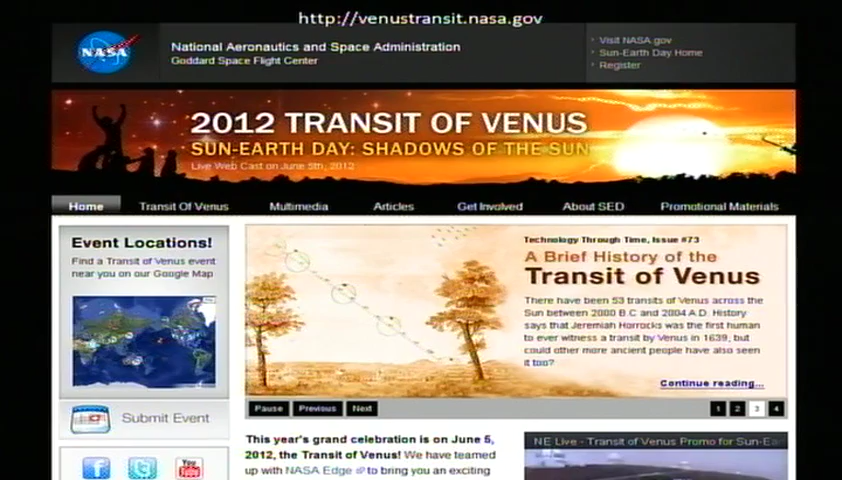 http://venustransit.nasa.gov
NASA
National Aeronautics and Space Administration
Goddard Space Flight Center
Visit NASA.gov
Sun-Earth Day Home
Register
2012 TRANSIT OF VENUS
SUN-EARTH DAY: SHADOWS OF THE SUN
Live Web Cast on June 5th, 2012
Home Transit Of Venus Multimedia Articles Get Involved About SED Promotional Materials
Event Locations!
Find a Transit of Venus event
near you on our Google Map
Submit Event
Technology Through Time, Issue #73
A Brief History of the
Transit of Venus
There have been 53 transits of Venus across the
Sun between 2000 B.C and 2004 A.D. History
says that Jeremiah Horrocks was the first human
to ever witness a transit by Venus in 1639, but
could other more ancient people have also seen
it too?
Continue reading...
Pause Previous Next 1 2 3 4
This year's grand celebration is on June 5,
2012, the Transit of Venus! We have teamed
up with NASA Edge to bring you an exciting
NE Live - Transit of Venus Promo for Sun-Ea
f t You Tube